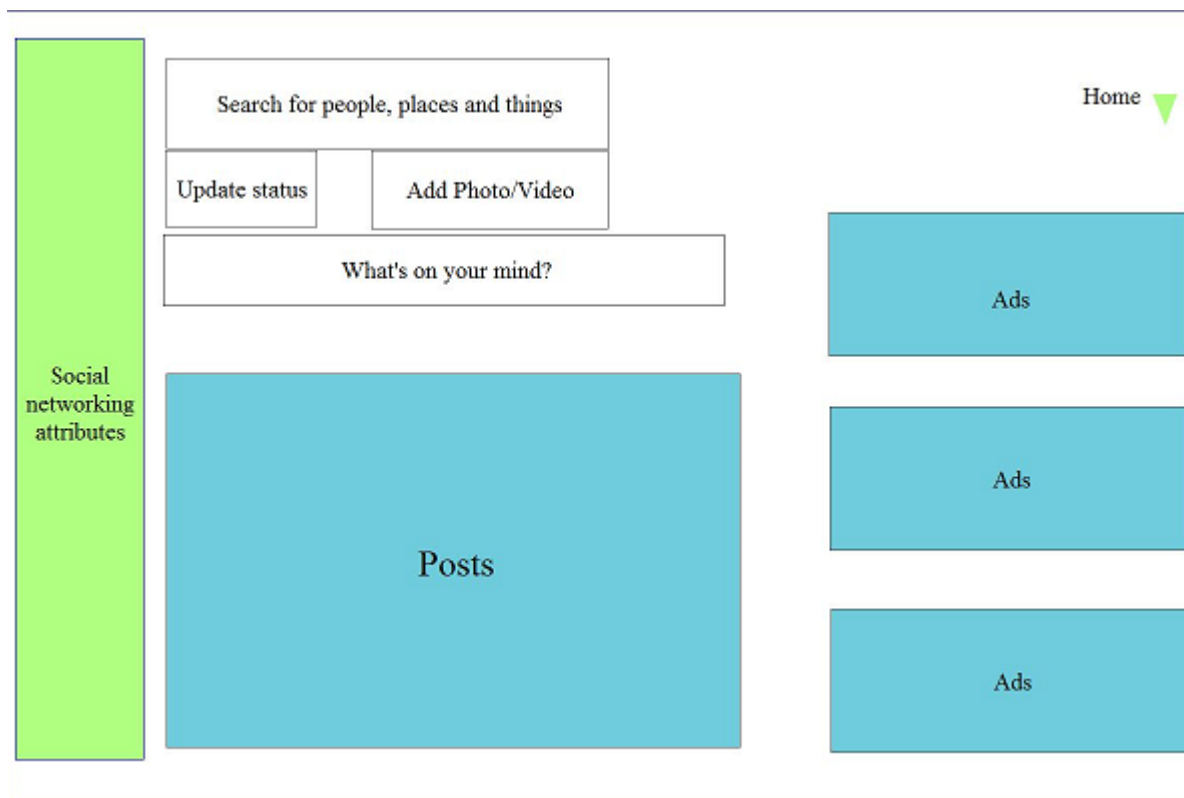 Search for people, places and things
Home
Update status
Add Photo/Video
What's on your mind?
Social
networking
attributes
Posts
Ads
Ads
Ads